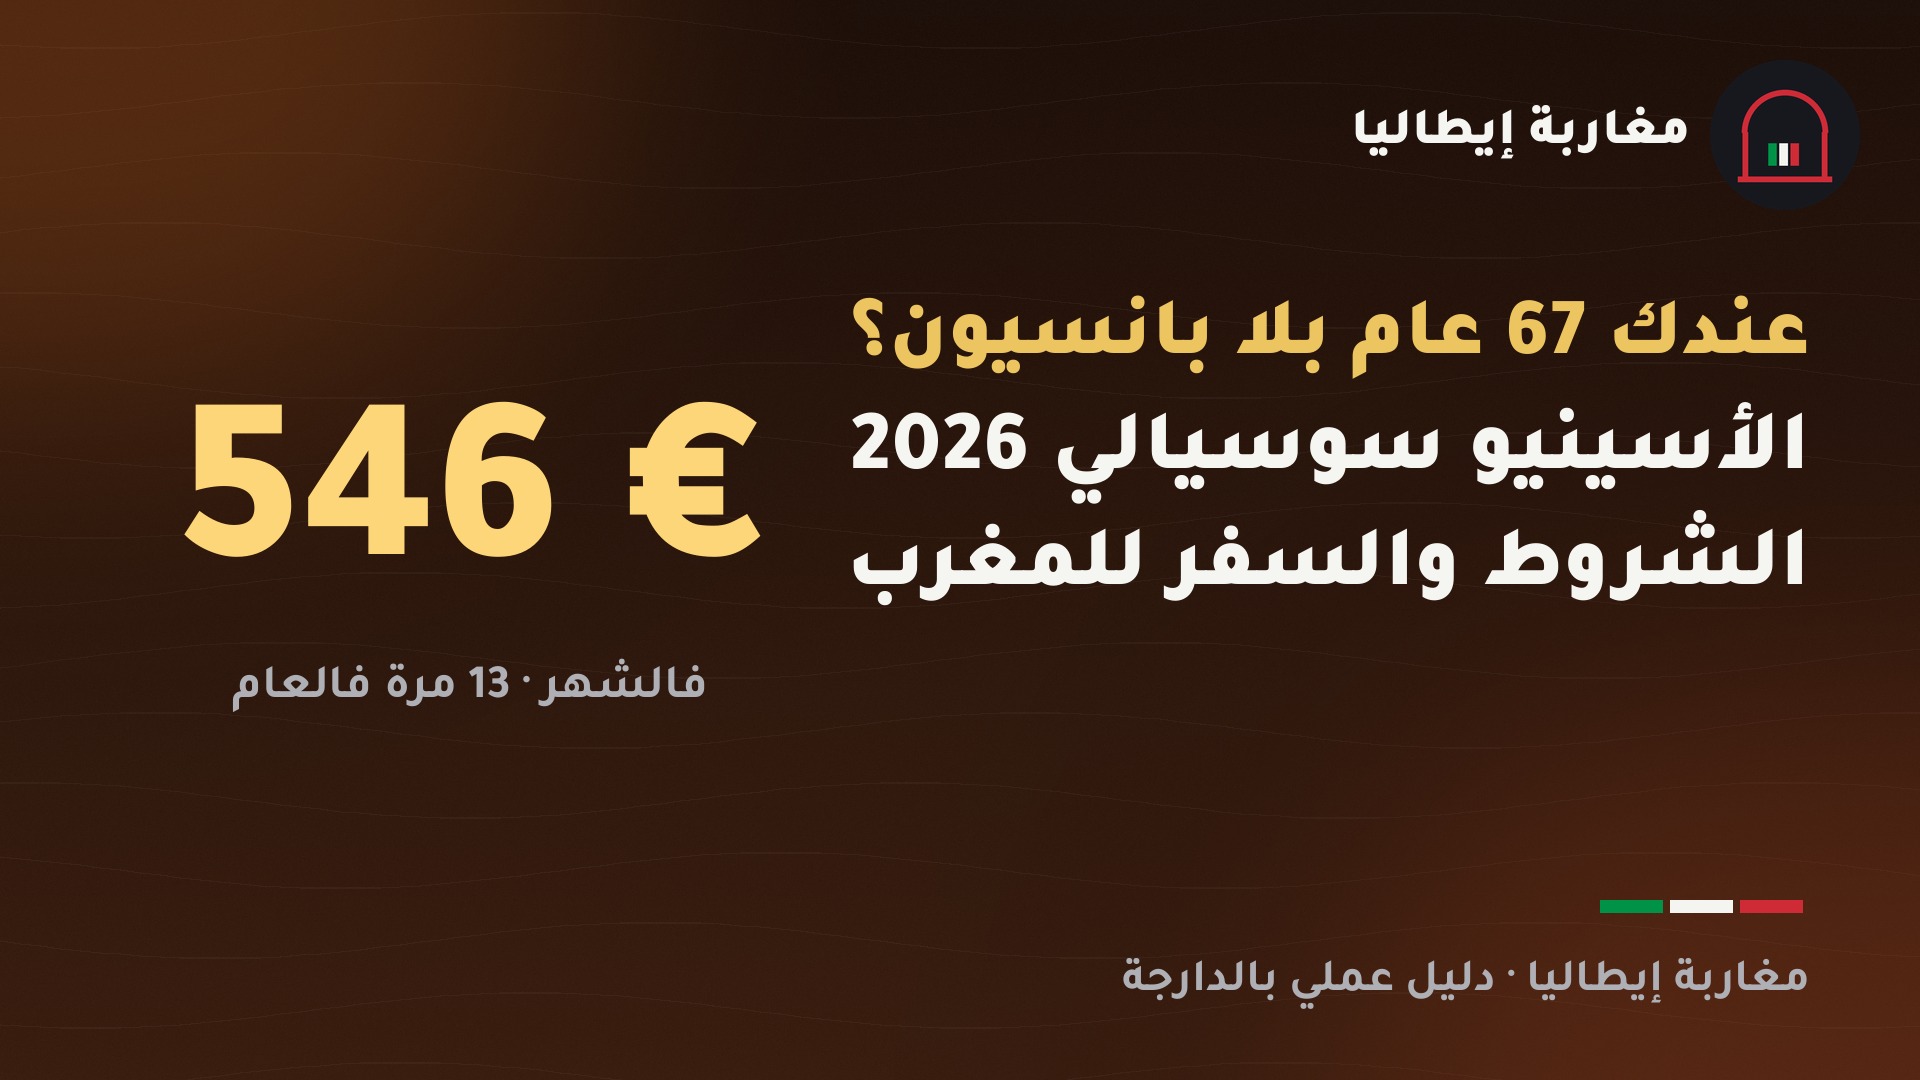 مغاربة إيطاليا
عندك 67 عام بلا بانسيون؟
الأسينيو سوسيالي 2026
الشروط والسفر للمغرب
546 €
فالشهر · 13 مرة فالعام
مغاربة إيطاليا · دليل عملي بالدارجة